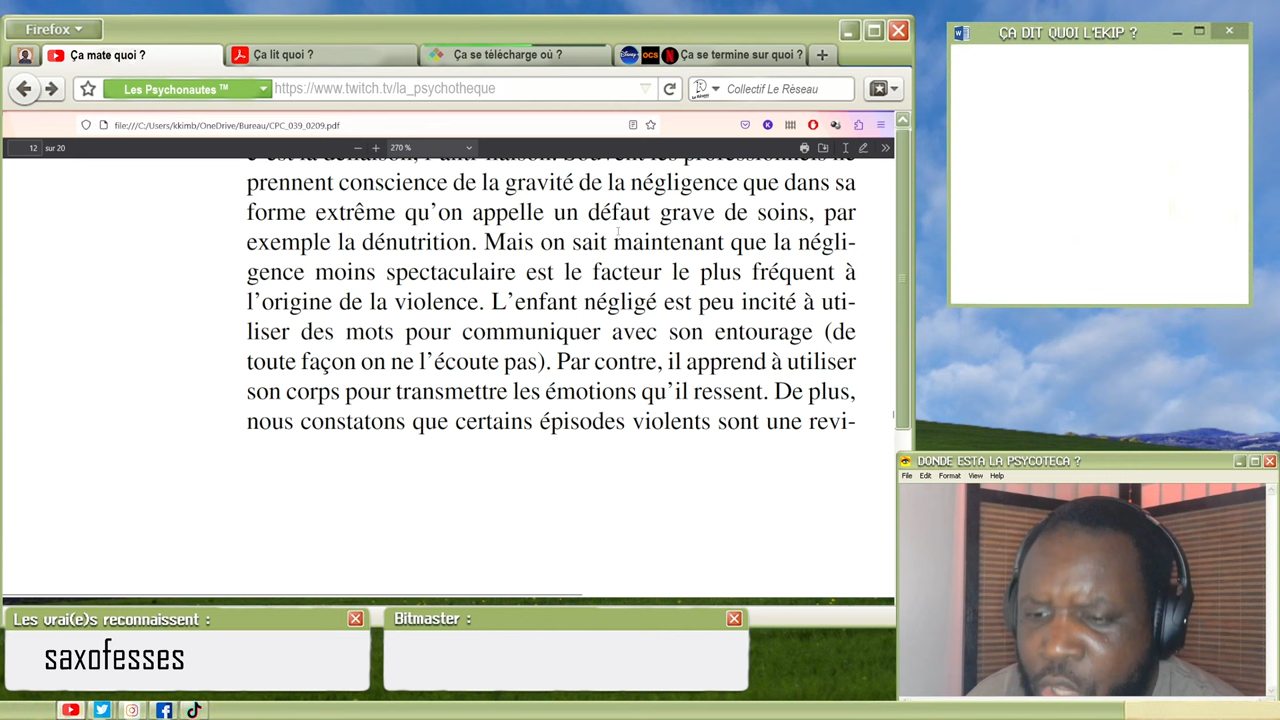 Firefox
ÇA DIT QUOI L'EKIP ?
Ça mate quoi ?
Ça lit quoi ?
Ça se télécharge où ?
Disney+
OCS
Ça se termine sur quoi ?
Les Psychonautes ™
https://www.twitch.tv/la_psychotheque
Collectif Le Réseau
file:///C:/Users/kkimb/OneDrive/Bureau/CPC_039_0209.pdf
12 sur 20
270 %
prennent conscience de la gravité de la négligence que dans sa
forme extrême qu'on appelle un défaut grave de soins, par
exemple la dénutrition. Mais on sait maintenant que la négli-
gence moins spectaculaire est le facteur le plus fréquent à
l'origine de la violence. L'enfant négligé est peu incité à uti-
liser des mots pour communiquer avec son entourage (de
toute façon on ne l'écoute pas). Par contre, il apprend à utiliser
son corps pour transmettre les émotions qu'il ressent. De plus,
nous constatons que certains épisodes violents sont une revi-
DONDE ESTA LA PSYCOTECA ?
File Edit Format View Help
Les vrai(e)s reconnaissent :
saxofesses
Bitmaster :